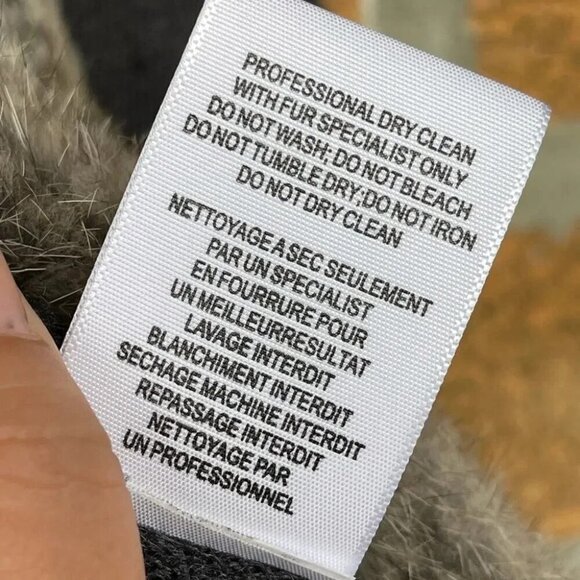 PROFESSIONAL DRY CLEAN
WITH FUR SPECIALIST ONLY
DO NOT WASH; DO NOT BLEACH
DO NOT TUMBLE DRY;DO NOT IRON
DO NOT DRY CLEAN
NETTOYAGE A SEC SEULEMENT
PAR UN SPECIALIST
EN FOURRURE POUR
UN MEILLEURRESULTAT
LAVAGE INTERDIT
BLANCHIMENT INTERDIT
SECHAGE MACHINE INTERDIT
REPASSAGE INTERDIT
NETTOYAGE PAR
UN PROFESSIONNEL